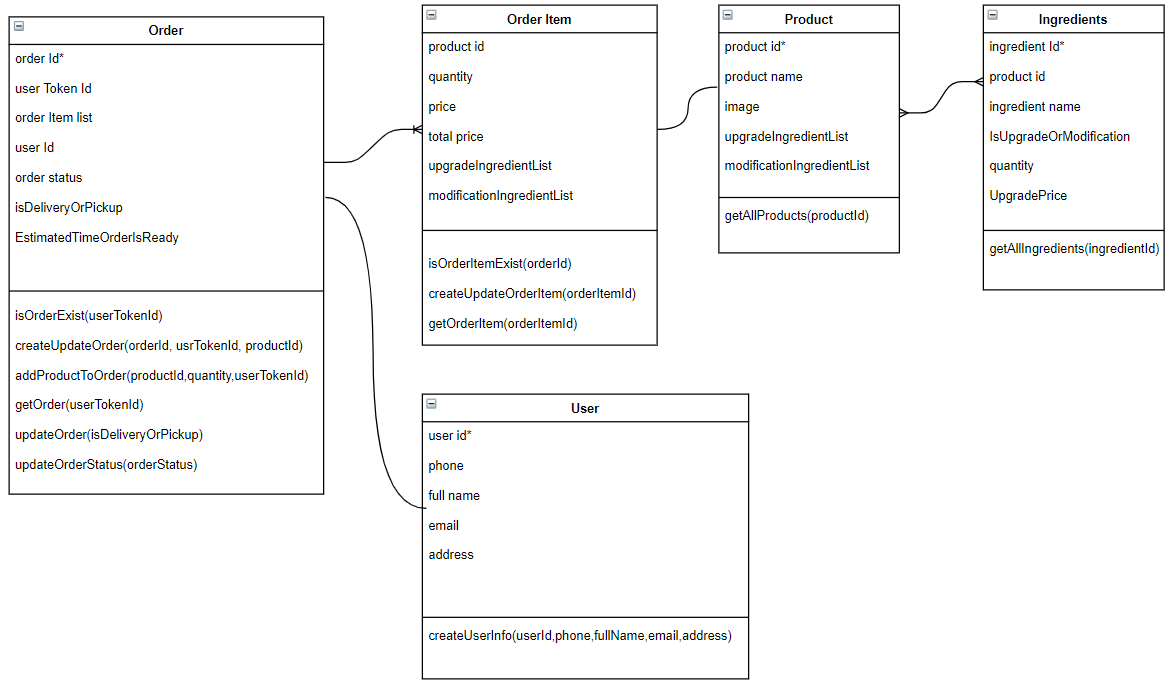 Order
order Id*
user Token Id
order Item list
user Id
order status
isDeliveryOrPickup
EstimatedTimeOrderIsReady
isOrderExist(userTokenId)
createUpdateOrder(orderId, usrTokenId, productId)
addProductToOrder(productId,quantity,userTokenId)
getOrder(userTokenId)
updateOrder(isDeliveryOrPickup)
updateOrderStatus(orderStatus)
Order Item
product id
quantity
price
total price
upgradeIngredientList
modificationIngredientList
isOrderItemExist(orderId)
createUpdateOrderItem(orderItemId)
getOrderItem(orderItemId)
Product
product id*
product name
image
upgradeIngredientList
modificationIngredientList
getAllProducts(productId)
Ingredients
ingredient Id*
product id
ingredient name
IsUpgradeOrModification
quantity
UpgradePrice
getAllIngredients(ingredientId)
User
user id*
phone
full name
email
address
createUserInfo(userId,phone,fullName,email,address)